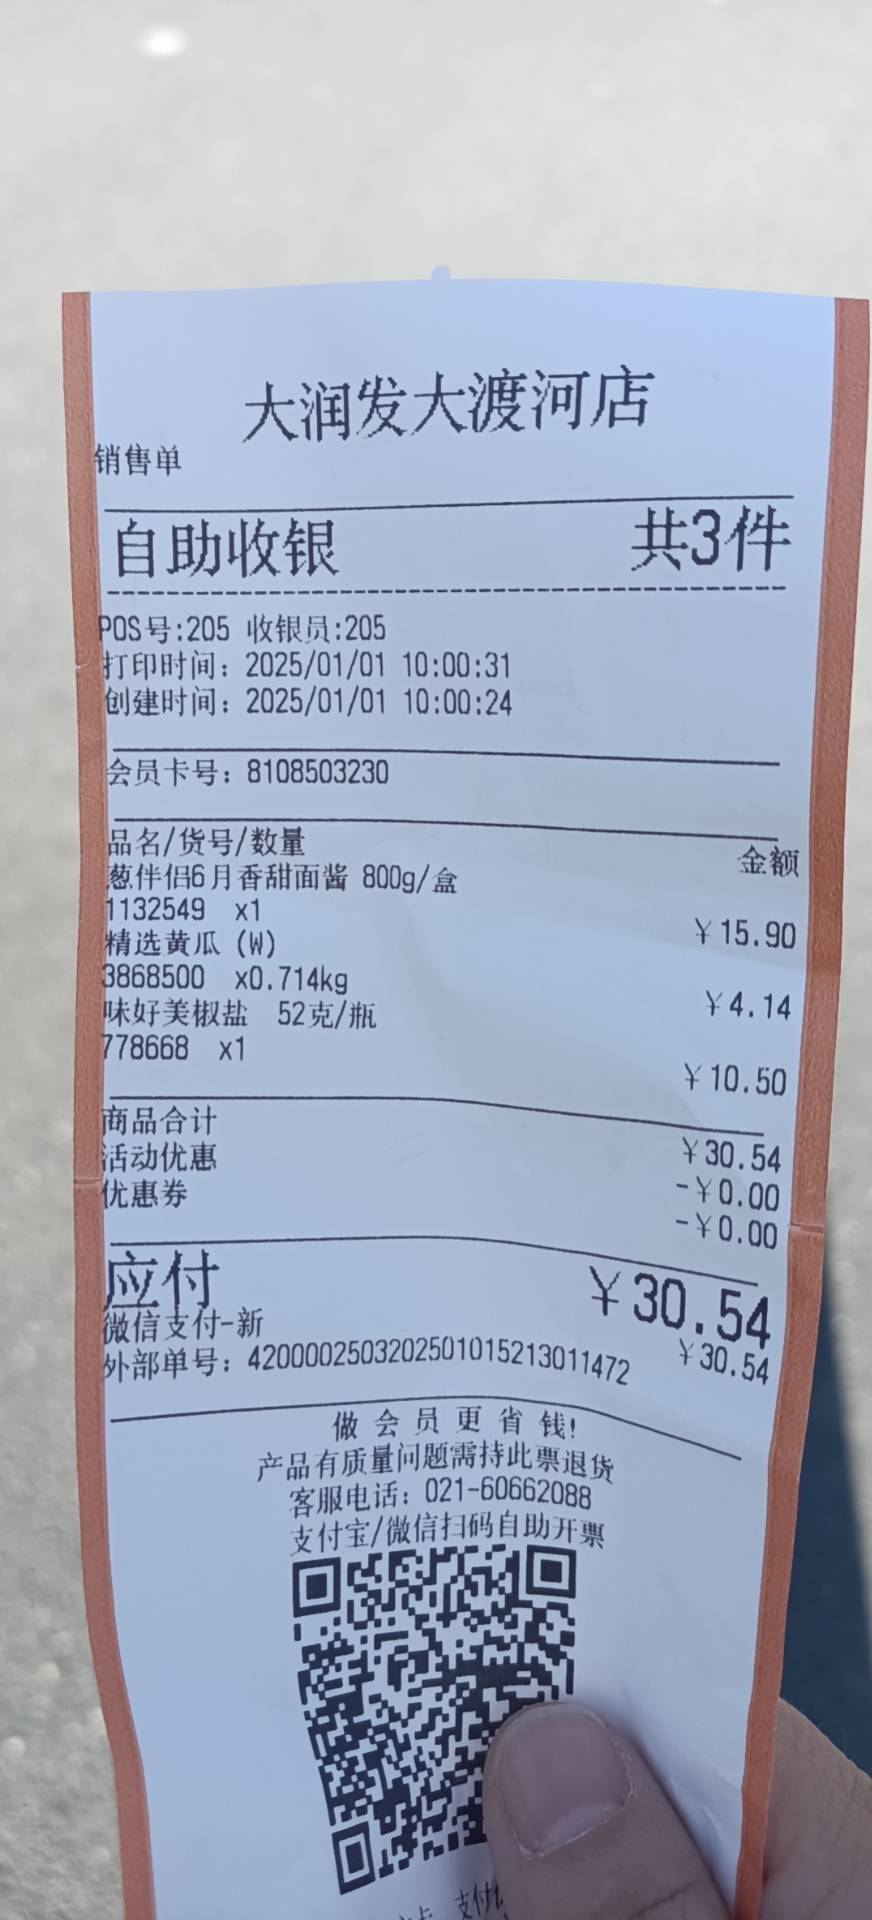 大润发大渡河店
销售单
自助收银 共3件
POS号:205 收银员:205
打印时间：2025/01/01 10:00:31
创建时间：2025/01/01 10:00:24
会员卡号：8108503230
品名/货号/数量 金额
葱伴侣6月香甜面酱 800g/盒
1132549 x1 ￥15.90
精选黄瓜(W)
3868500 x0.714kg ￥4.14
味好美椒盐 52克/瓶
778668 x1 ￥10.50
商品合计 ￥30.54
活动优惠 -￥0.00
优惠券 -￥0.00
应付 ￥30.54
微信支付-新 ￥30.54
外部单号：4200002503202501015213011472
做会员更省钱!
产品有质量问题需持此票退货
客服电话：021-60662088
支付宝/微信扫码自助开票